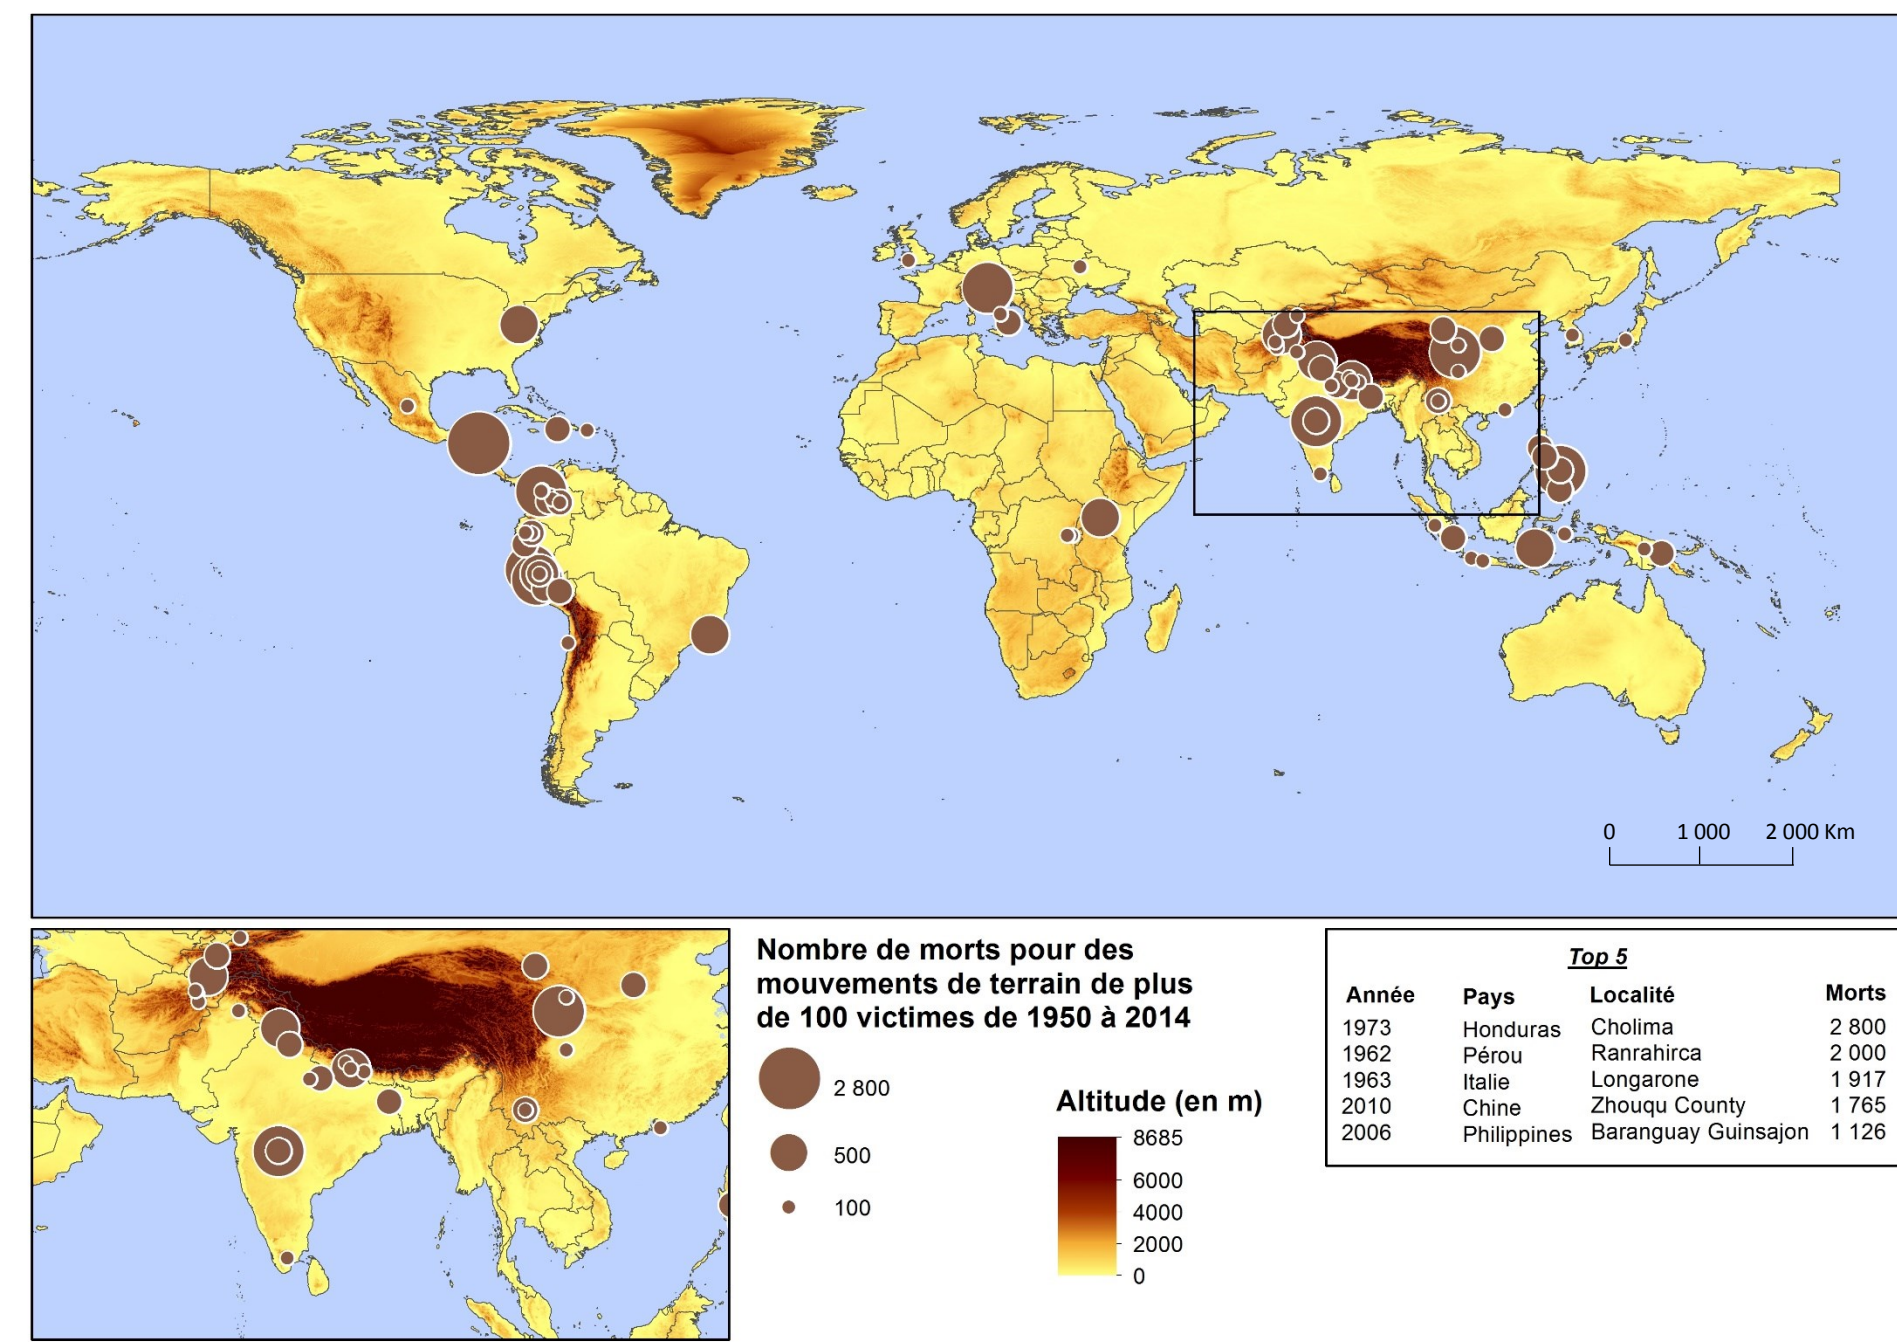 0 1 000 2 000 Km
Nombre de morts pour des
mouvements de terrain de plus
de 100 victimes de 1950 à 2014
2 800
500
100
Altitude (en m)
8685
6000
4000
2000
0
Top 5
Année Pays Localité Morts
1973 Honduras Cholima 2 800
1962 Pérou Ranrahirca 2 000
1963 Italie Longarone 1 917
2010 Chine Zhouqu County 1 765
2006 Philippines Baranguay Guinsajon 1 126